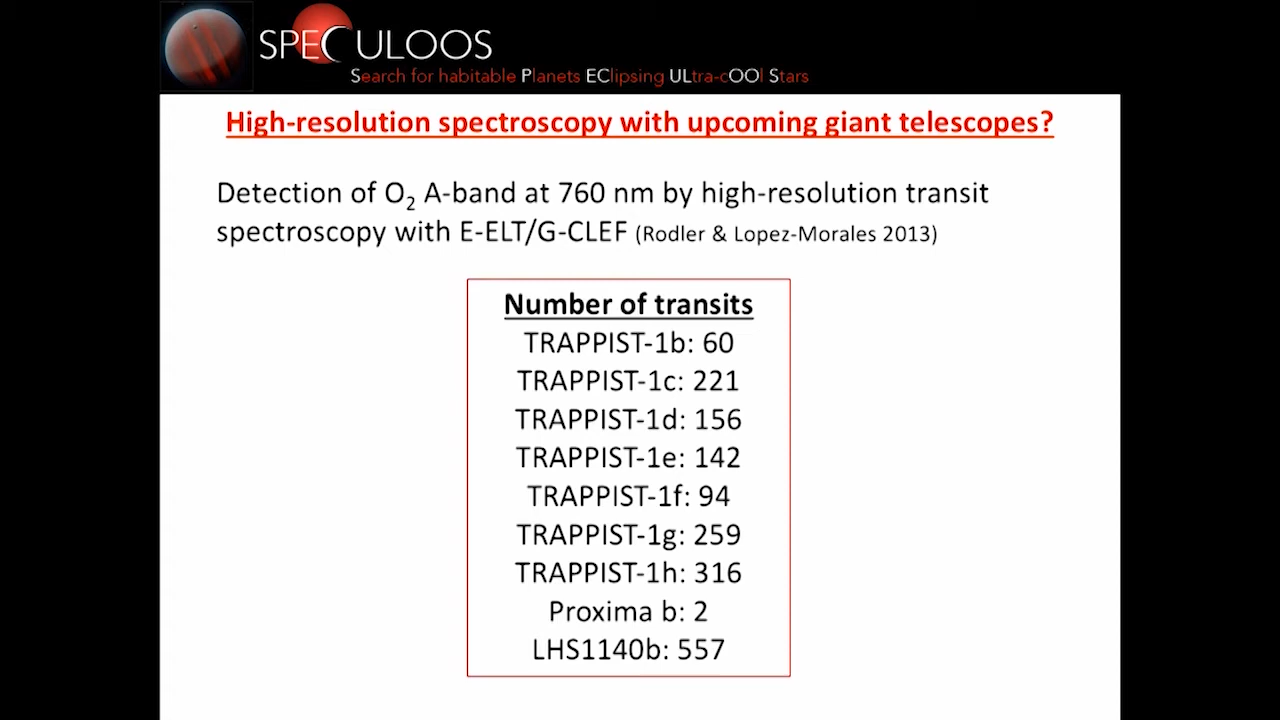 SPECULOOS
Search for habitable Planets EClipsing ULtra-cOOl Stars
High-resolution spectroscopy with upcoming giant telescopes?
Detection of O₂ A-band at 760 nm by high-resolution transit
spectroscopy with E-ELT/G-CLEF (Rodler & Lopez-Morales 2013)
Number of transits
TRAPPIST-1b: 60
TRAPPIST-1c: 221
TRAPPIST-1d: 156
TRAPPIST-1e: 142
TRAPPIST-1f: 94
TRAPPIST-1g: 259
TRAPPIST-1h: 316
Proxima b: 2
LHS1140b: 557